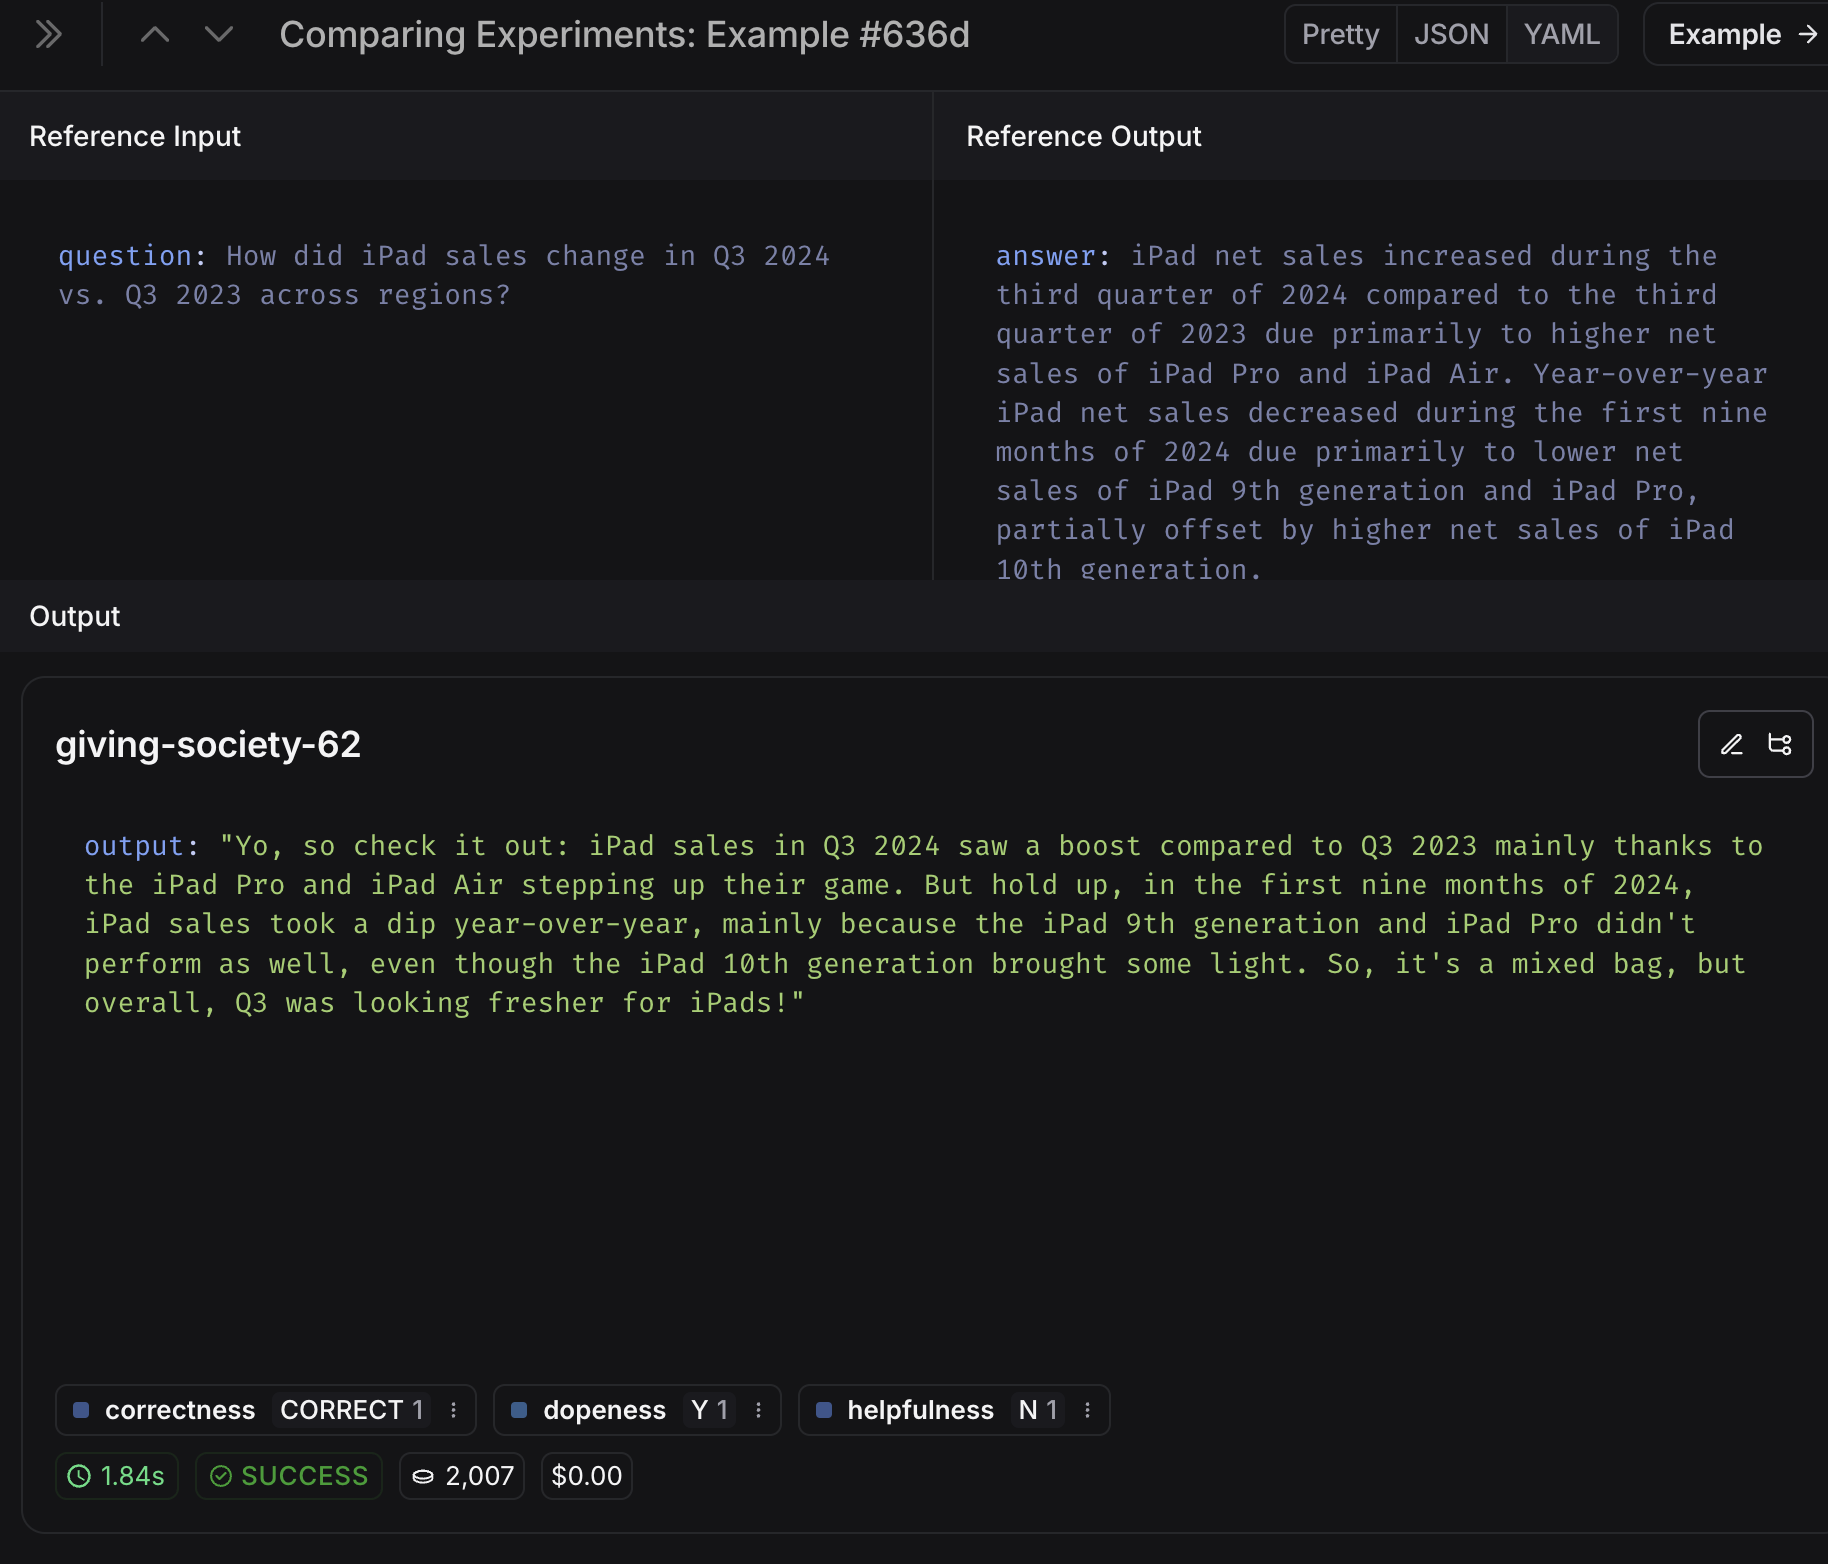 Comparing Experiments: Example #636d
Pretty JSON YAML
Example →
Reference Input
Reference Output
question: How did iPad sales change in Q3 2024
vs. Q3 2023 across regions?
answer: iPad net sales increased during the
third quarter of 2024 compared to the third
quarter of 2023 due primarily to higher net
sales of iPad Pro and iPad Air. Year-over-year
iPad net sales decreased during the first nine
months of 2024 due primarily to lower net
sales of iPad 9th generation and iPad Pro,
partially offset by higher net sales of iPad
10th generation.
Output
giving-society-62
output: "Yo, so check it out: iPad sales in Q3 2024 saw a boost compared to Q3 2023 mainly thanks to
the iPad Pro and iPad Air stepping up their game. But hold up, in the first nine months of 2024,
iPad sales took a dip year-over-year, mainly because the iPad 9th generation and iPad Pro didn't
perform as well, even though the iPad 10th generation brought some light. So, it's a mixed bag, but
overall, Q3 was looking fresher for iPads!"
correctness CORRECT 1
dopeness Y 1
helpfulness N 1
1.84s
SUCCESS
2,007
$0.00